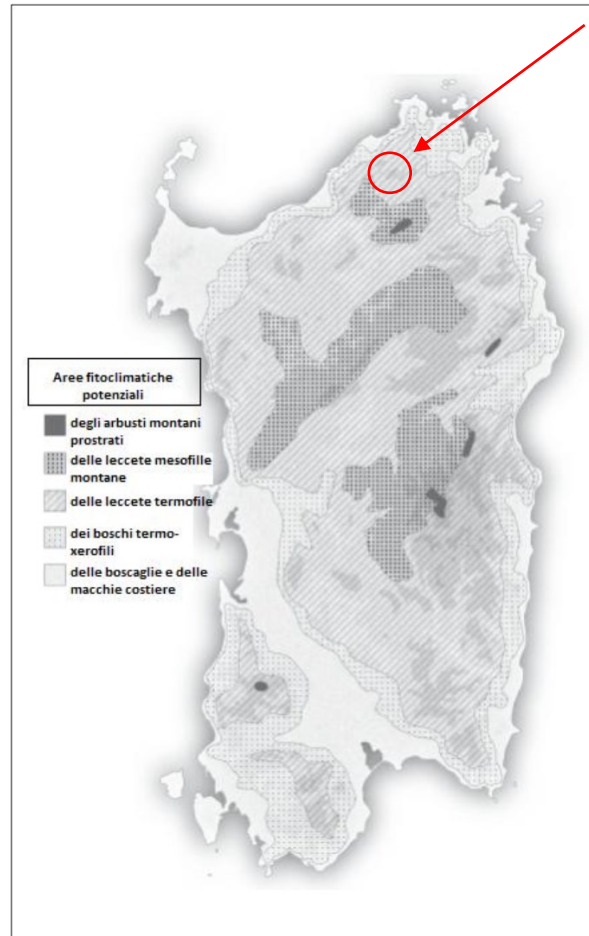 Aree fitoclimatiche
potenziali
degli arbusti montani
prostrati
delle leccete mesofille
montane
delle leccete termofile
dei boschi termo-
xerofili
delle boscaglie e delle
macchie costiere